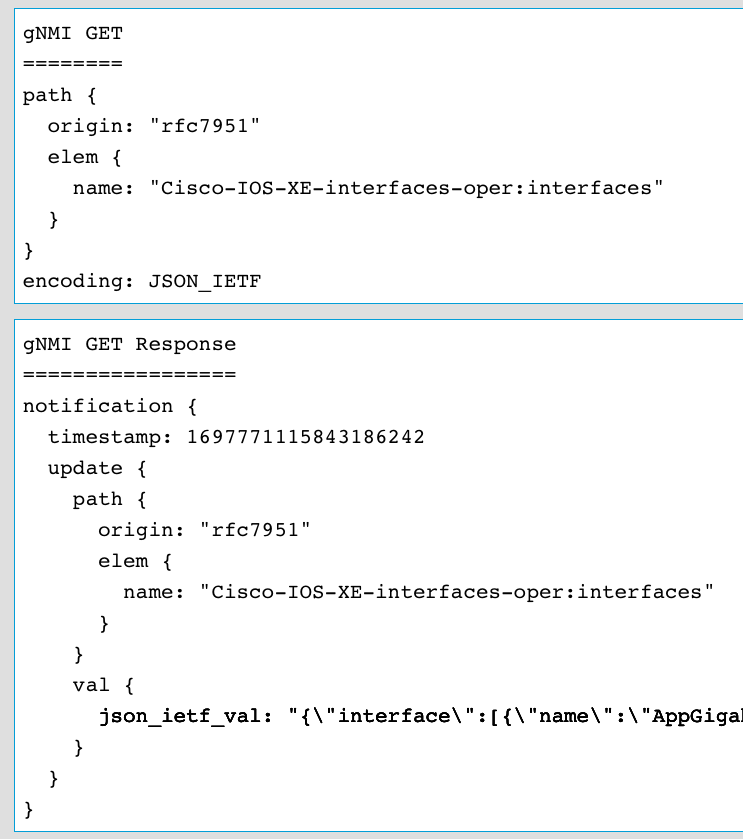 gNMI GET
========
path {
  origin: "rfc7951"
  elem {
    name: "Cisco-IOS-XE-interfaces-oper:interfaces"
  }
}
encoding: JSON_IETF
gNMI GET Response
=================
notification {
  timestamp: 1697771115843186242
  update {
    path {
      origin: "rfc7951"
      elem {
        name: "Cisco-IOS-XE-interfaces-oper:interfaces"
      }
    }
    val {
      json_ietf_val: "{\"interface\":[{\"name\":\"AppGiga
    }
  }
}